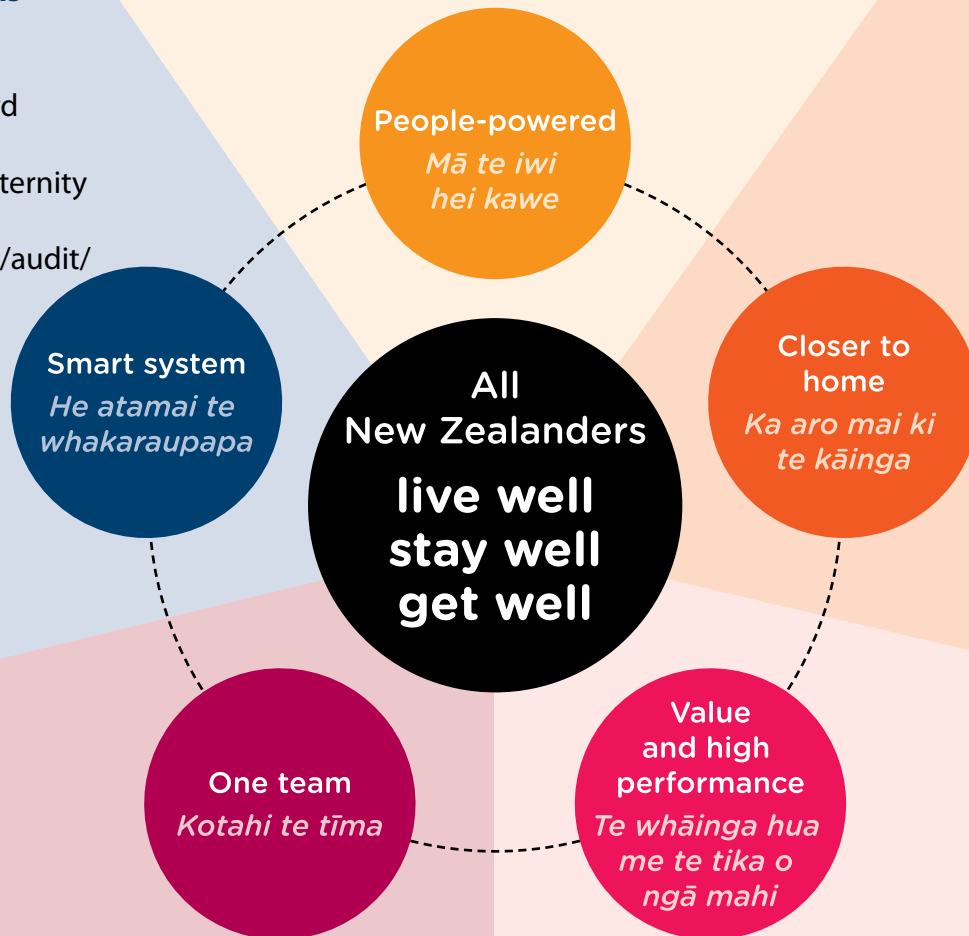 d
ternity
/audit/
People-powered
Mā te iwi
hei kawe
Smart system
He atamai te
whakaraupapa
Closer to
home
Ka aro mai ki
te kāinga
All
New Zealanders
live well
stay well
get well
One team
Kotahi te tīma
Value
and high
performance
Te whāinga hua
me te tika o
ngā mahi